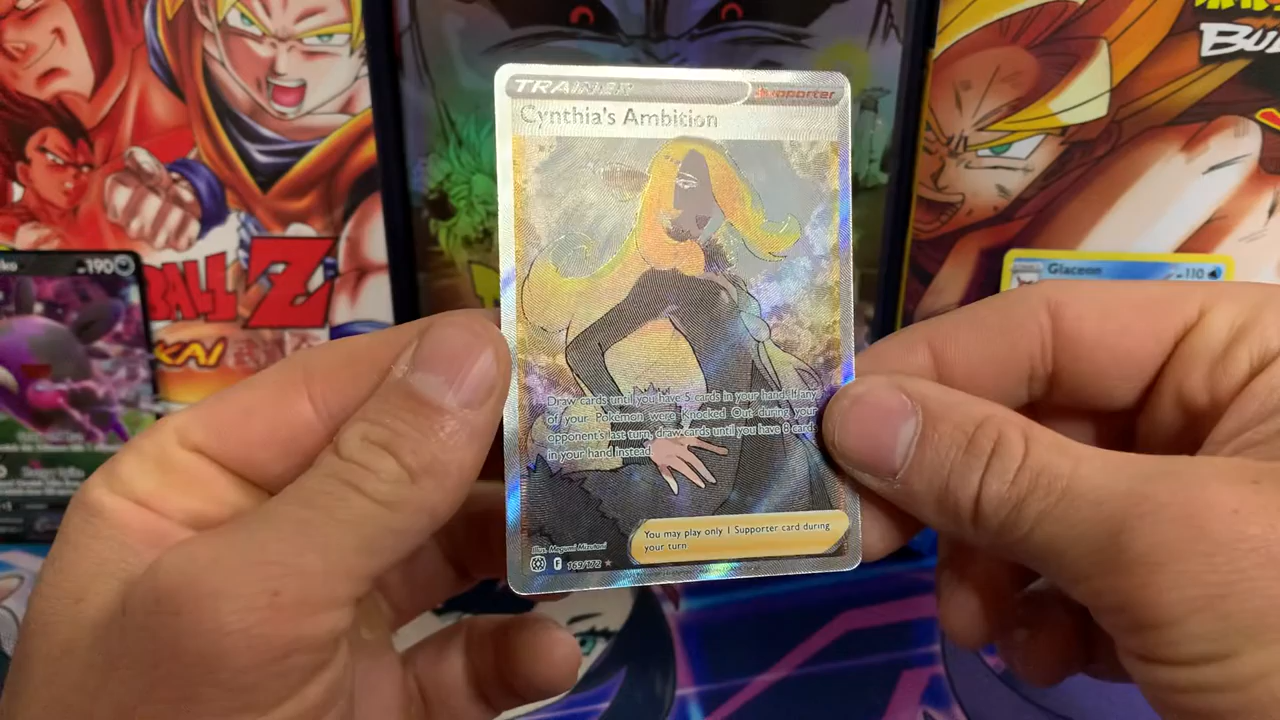 TRAINER
Supporter
Cynthia's Ambition
Draw cards until you have 5 cards in your hand. If any
of your Pokémon were Knocked Out during your
opponent's last turn, draw cards until you have 8 cards
in your hand instead.
You may play only 1 Supporter card during
your turn.
Illus. Megumi Mizutani
F
169/172
190
Glaceon
110
BALL Z
KAI
BU